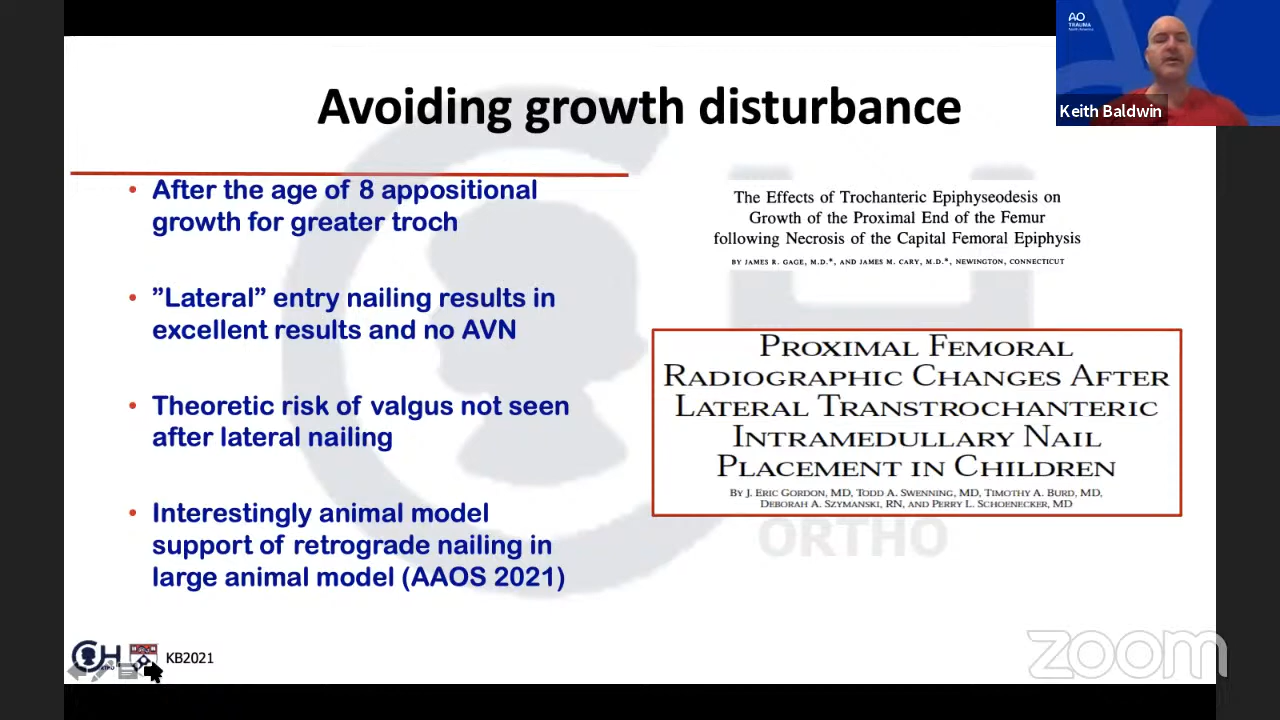 AO
TRAUMA
North America
Keith Baldwin
Avoiding growth disturbance
• After the age of 8 appositional
growth for greater troch
• ”Lateral” entry nailing results in
excellent results and no AVN
• Theoretic risk of valgus not seen
after lateral nailing
• Interestingly animal model
support of retrograde nailing in
large animal model (AAOS 2021)
The Effects of Trochanteric Epiphyseodesis on
Growth of the Proximal End of the Femur
following Necrosis of the Capital Femoral Epiphysis
BY JAMES R. GAGE, M.D.*, AND JAMES M. CARY, M.D.*, NEWINGTON, CONNECTICUT
PROXIMAL FEMORAL
RADIOGRAPHIC CHANGES AFTER
LATERAL TRANSTROCHANTERIC
INTRAMEDULLARY NAIL
PLACEMENT IN CHILDREN
BY J. ERIC GORDON, MD, TODD A. SWENNING, MD, TIMOTHY A. BURD, MD,
DEBORAH A. SZYMANSKI, RN, AND PERRY L. SCHOENECKER, MD
ORTHO
KB2021
zoom